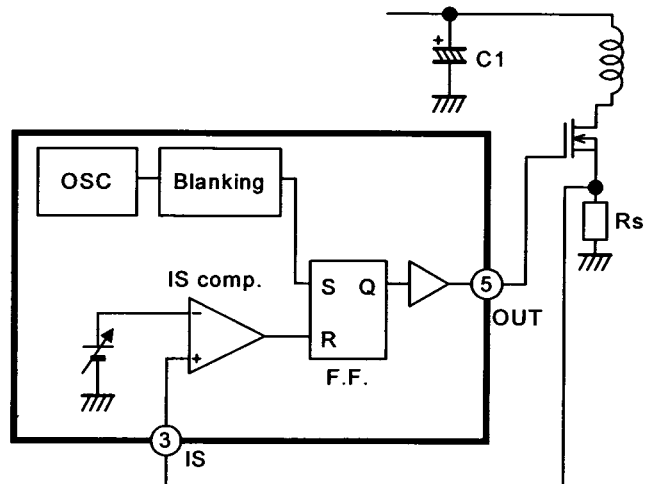 +
C1
OSC
Blanking
Rs
IS comp.
S Q
5
OUT
−
R
+
F.F.
3
IS